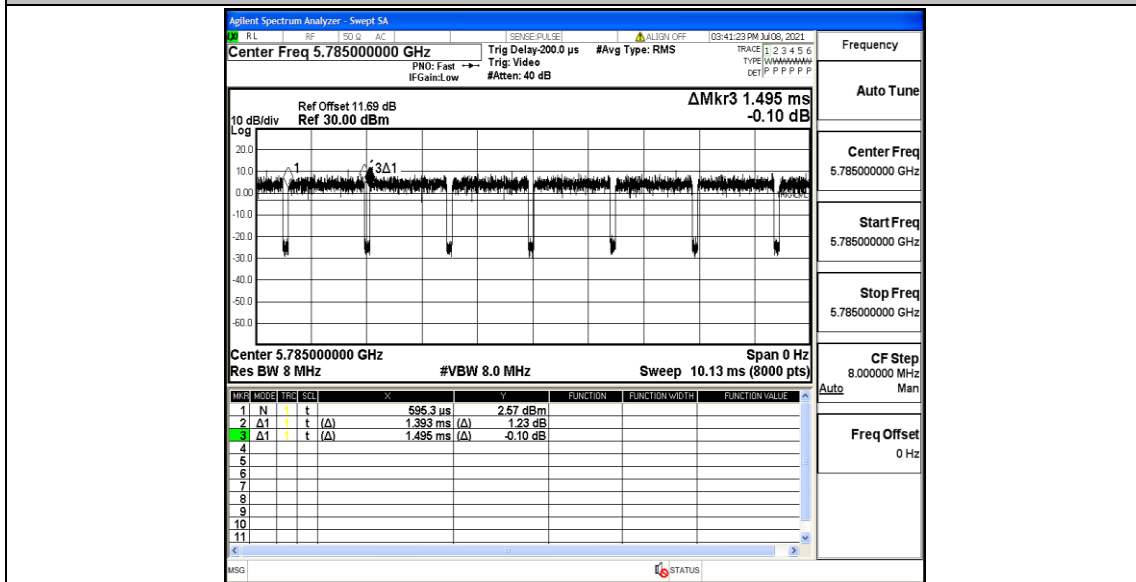 Agilent Spectrum Analyzer - Swept SA
RL RF 50 Ω AC SENSE:PULSE ALIGN OFF 03:41:23 PM Jul 08, 2021
Center Freq 5.785000000 GHz
Trig Delay-200.0 µs #Avg Type: RMS
TRACE 1 2 3 4 5 6
PNO: Fast Trig: Video
TYPE
IFGain:Low #Atten: 40 dB
DET P P P P P P
Ref Offset 11.69 dB
10 dB/div Ref 30.00 dBm
Log
ΔMkr3 1.495 ms
-0.10 dB
20.0
10.0
0.00
-10.0
-20.0
-30.0
-40.0
-50.0
-60.0
1
3Δ1
Center 5.785000000 GHz Span 0 Hz
Res BW 8 MHz #VBW 8.0 MHz Sweep 10.13 ms (8000 pts)
MKR MODE TRC SCL X Y FUNCTION FUNCTION WIDTH FUNCTION VALUE
1 N 1 t 595.3 µs 2.57 dBm
2 Δ1 1 t (Δ) 1.393 ms (Δ) 1.23 dB
3 Δ1 1 t (Δ) 1.495 ms (Δ) -0.10 dB
4
5
6
7
8
9
10
11
MSG STATUS
Frequency
Auto Tune
Center Freq
5.785000000 GHz
Start Freq
5.785000000 GHz
Stop Freq
5.785000000 GHz
CF Step
8.000000 MHz
Auto Man
Freq Offset
0 Hz